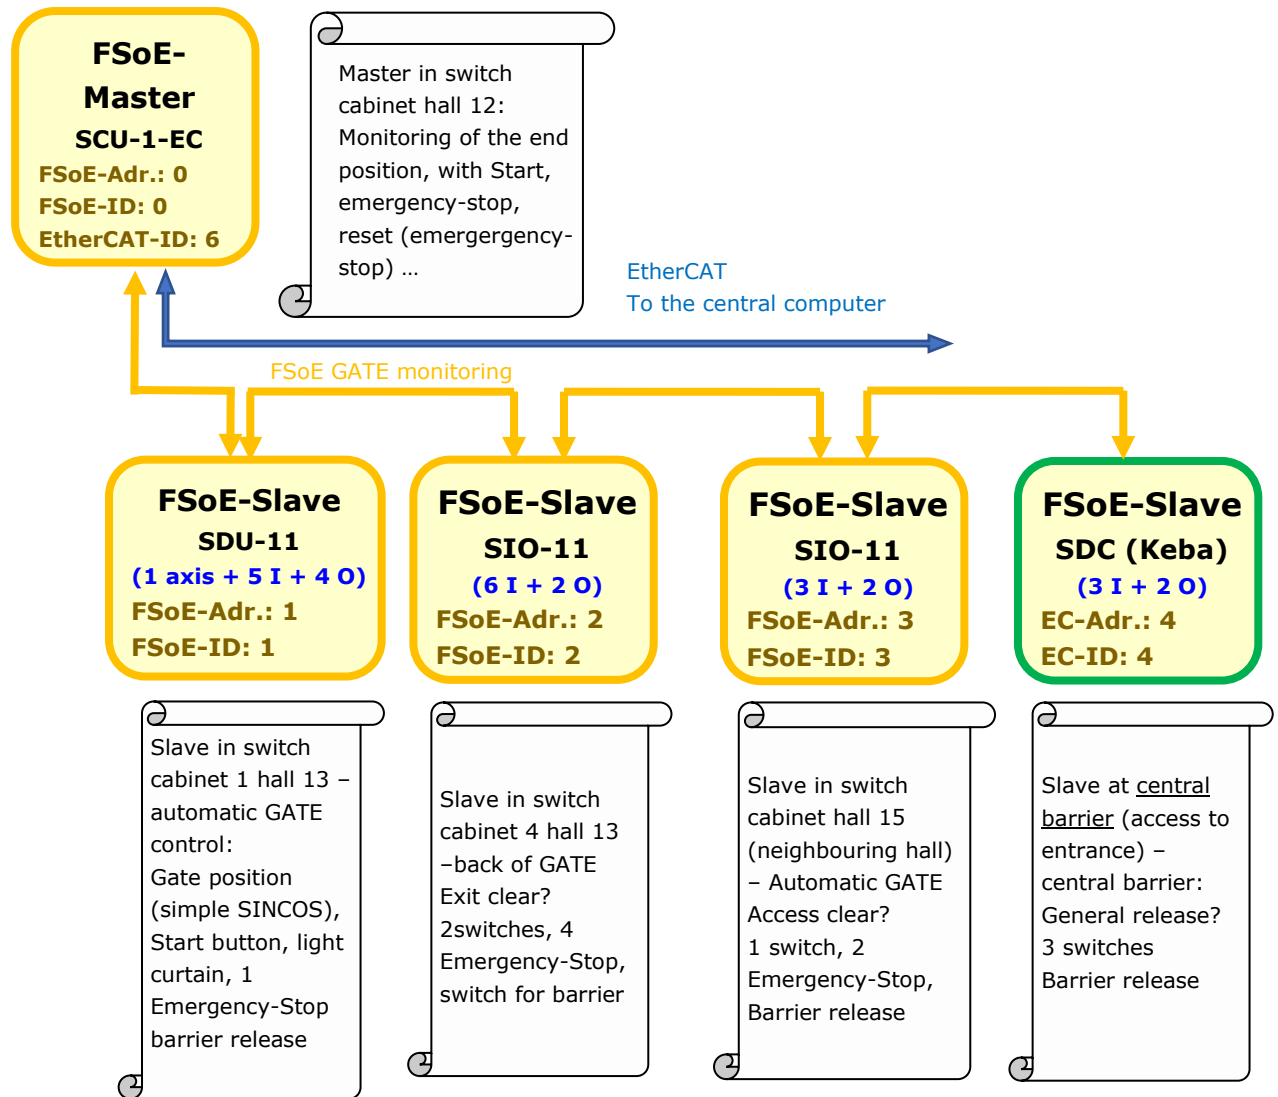 FSoE-
Master
SCU-1-EC
FSoE-Adr.: 0
FSoE-ID: 0
EtherCAT-ID: 6
Master in switch
cabinet hall 12:
Monitoring of the end
position, with Start,
emergency-stop,
reset (emergergency-
stop) …
EtherCAT
To the central computer
FSoE GATE monitoring
FSoE-Slave
SDU-11
(1 axis + 5 I + 4 O)
FSoE-Adr.: 1
FSoE-ID: 1
FSoE-Slave
SIO-11
(6 I + 2 O)
FSoE-Adr.: 2
FSoE-ID: 2
FSoE-Slave
SIO-11
(3 I + 2 O)
FSoE-Adr.: 3
FSoE-ID: 3
FSoE-Slave
SDC (Keba)
(3 I + 2 O)
EC-Adr.: 4
EC-ID: 4
Slave in switch
cabinet 1 hall 13 –
automatic GATE
control:
Gate position
(simple SINCOS),
Start button, light
curtain, 1
Emergency-Stop
barrier release
Slave in switch
cabinet 4 hall 13
–back of GATE
Exit clear?
2switches, 4
Emergency-Stop,
switch for barrier
Slave in switch
cabinet hall 15
(neighbouring hall)
– Automatic GATE
Access clear?
1 switch, 2
Emergency-Stop,
Barrier release
Slave at central
barrier (access to
entrance) –
central barrier:
General release?
3 switches
Barrier release